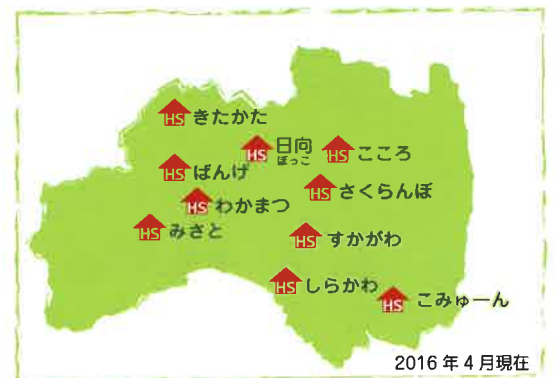 HS きたかた
HS 日向
ぼっこ
HS こころ
HS ばんげ
HS さくらんぼ
HS わかまつ
HS みさと
HS すかがわ
HS しらかわ
HS こみゅーん
2016年4月現在